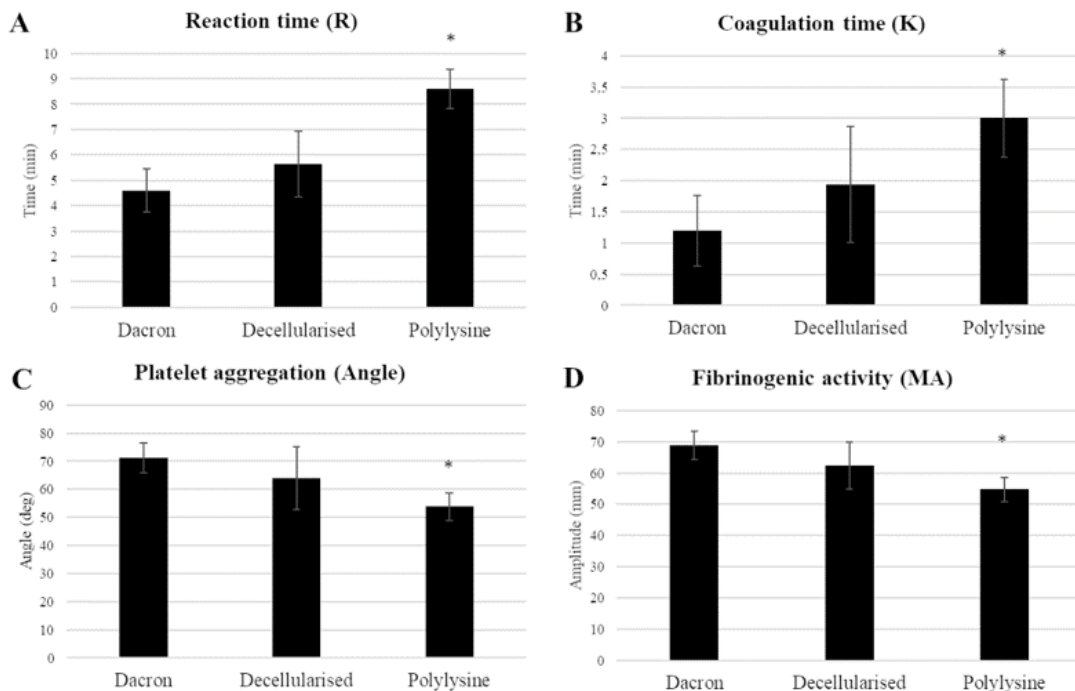 A
Reaction time (R)
*
10
9
8
7
6
5
4
3
2
1
0
Time (min)
Dacron
Decellularised
Polylysine
B
Coagulation time (K)
*
4
3.5
3
2.5
2
1.5
1
0.5
0
Time (min)
Dacron
Decellularised
Polylysine
C
Platelet aggregation (Angle)
*
90
80
70
60
50
40
30
20
10
0
Angle (deg)
Dacron
Decellularised
Polylysine
D
Fibrinogenic activity (MA)
*
80
70
60
50
40
30
20
10
0
Amplitude (mm)
Dacron
Decellularised
Polylysine